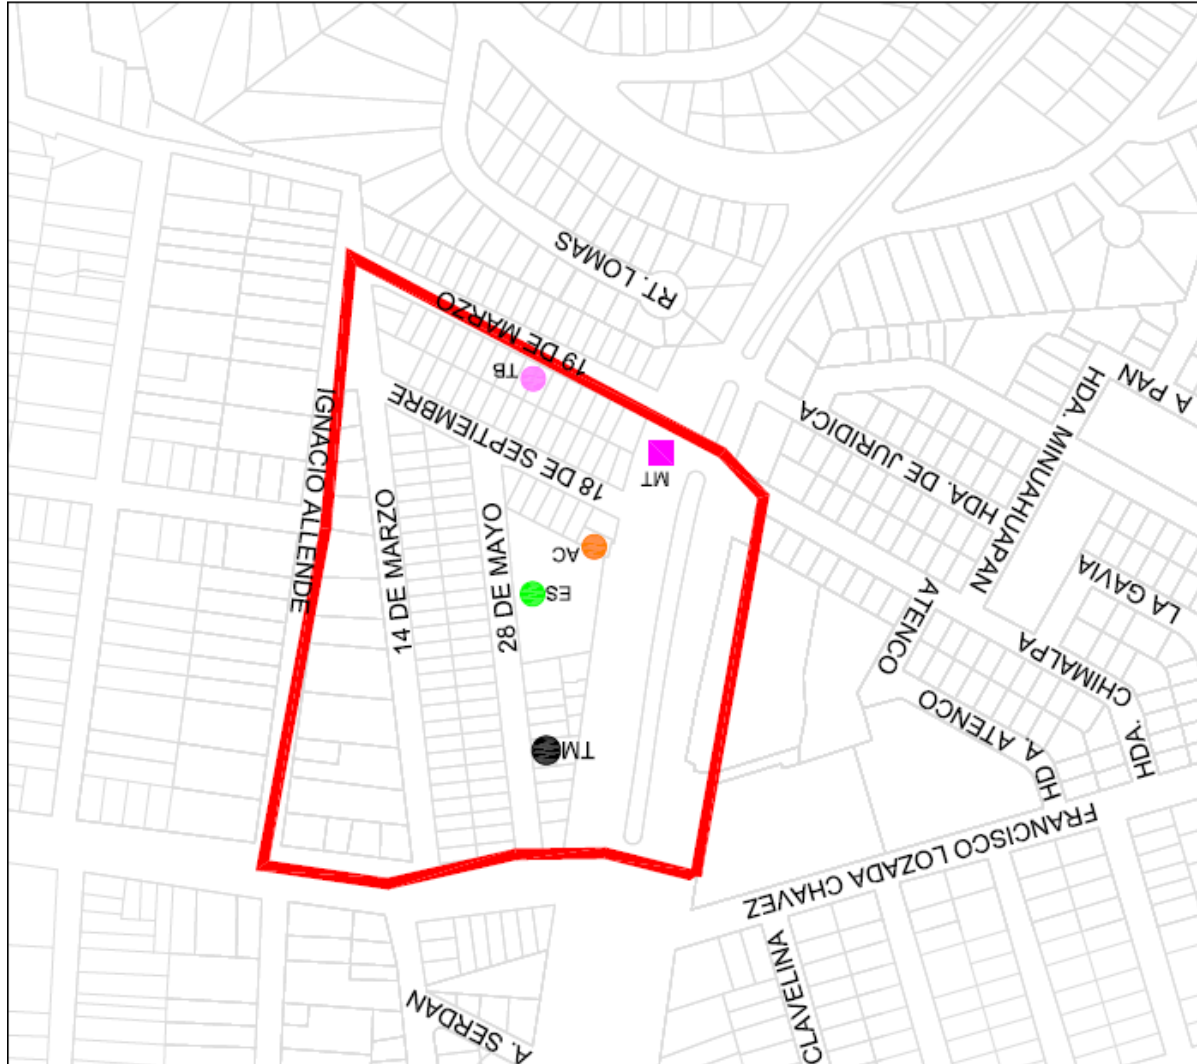 RT. LOMAS
19 DE MARZO
TB
18 DE SEPTIEMBRE
IGNACIO ALLENDE
MT
HDA. DE JURIDICA
HDA. MINUAHUAPAN
A PAN
14 DE MARZO
28 DE MAYO
AC
ES
LA GAVIA
ATENCO
HDA. CHIMALPA
HD A. ATENCO
TM
FRANCISCO LOZADA CHAVEZ
CLAVELINA
A. SERDAN